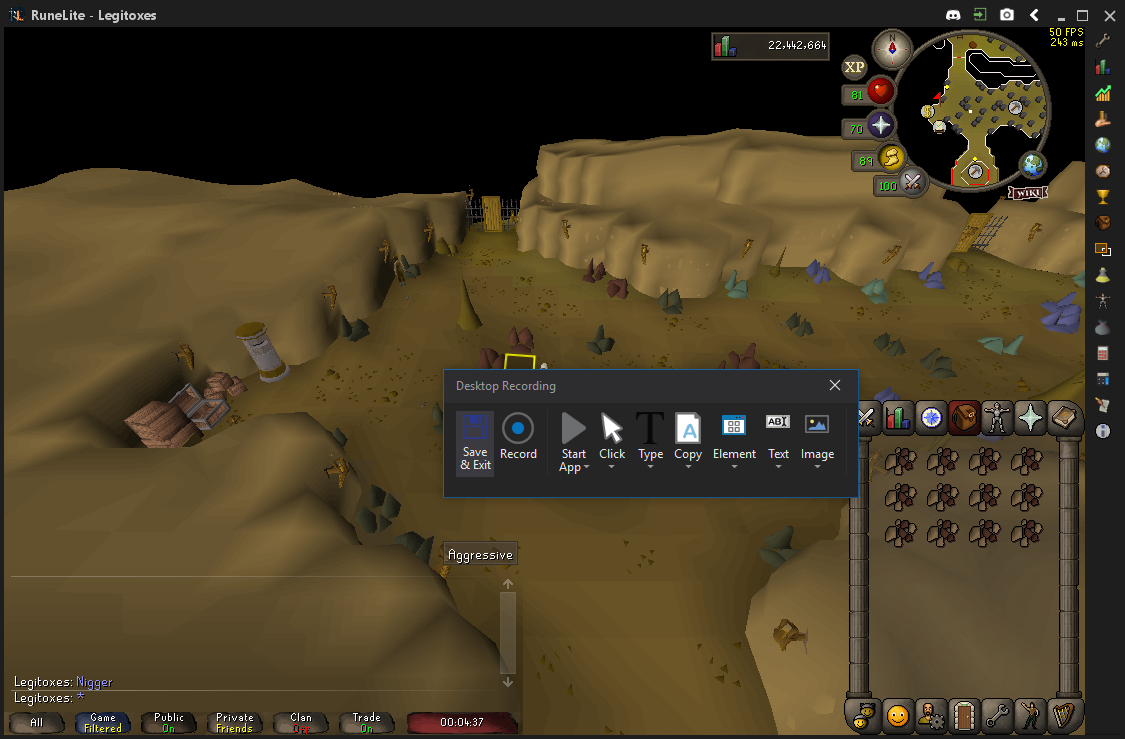 RuneLite - Legitoxes
50 FPS
243 ms
22,442,664
N
XP
81
70
89
100
WIKI
Desktop Recording
Save & Exit
Record
Start App
Click
Type
Copy
Element
Text
Image
A
ABI
Aggressive
Legitoxes: Nigger
Legitoxes: *
All
Game
Filtered
Public
On
Private
Friends
Clan
Off
Trade
On
00:04:37